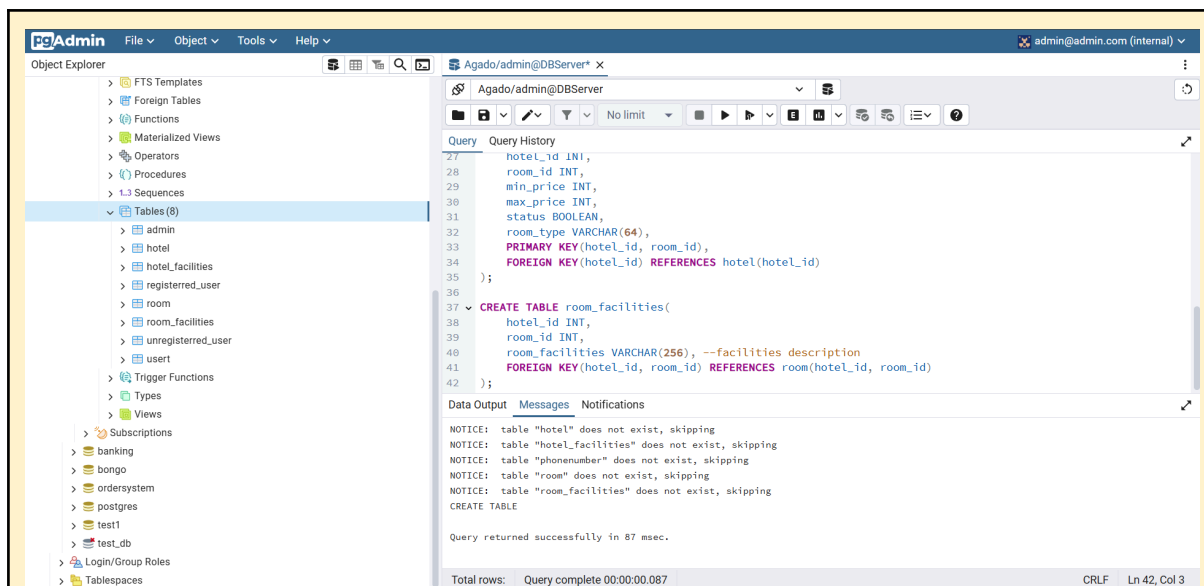 pgAdmin File Object Tools Help admin@admin.com (internal)
Object Explorer
FTS Templates
Foreign Tables
Functions
Materialized Views
Operators
Procedures
1..3 Sequences
Tables (8)
admin
hotel
hotel_facilities
registerred_user
room
room_facilities
unregisterred_user
usert
Trigger Functions
Types
Views
Subscriptions
banking
bongo
ordersystem
postgres
test1
test_db
Login/Group Roles
Tablespaces
Agado/admin@DBServer*
Agado/admin@DBServer
No limit E
Query Query History
27 hotel_id INT,
28 room_id INT,
29 min_price INT,
30 max_price INT,
31 status BOOLEAN,
32 room_type VARCHAR(64),
33 PRIMARY KEY(hotel_id, room_id),
34 FOREIGN KEY(hotel_id) REFERENCES hotel(hotel_id)
35 );
36
37 CREATE TABLE room_facilities(
38 hotel_id INT,
39 room_id INT,
40 room_facilities VARCHAR(256), --facilities description
41 FOREIGN KEY(hotel_id, room_id) REFERENCES room(hotel_id, room_id)
42 );
Data Output Messages Notifications
NOTICE:  table "hotel" does not exist, skipping
NOTICE:  table "hotel_facilities" does not exist, skipping
NOTICE:  table "phonenumber" does not exist, skipping
NOTICE:  table "room" does not exist, skipping
NOTICE:  table "room_facilities" does not exist, skipping
CREATE TABLE
Query returned successfully in 87 msec.
Total rows: Query complete 00:00:00.087 CRLF Ln 42, Col 3